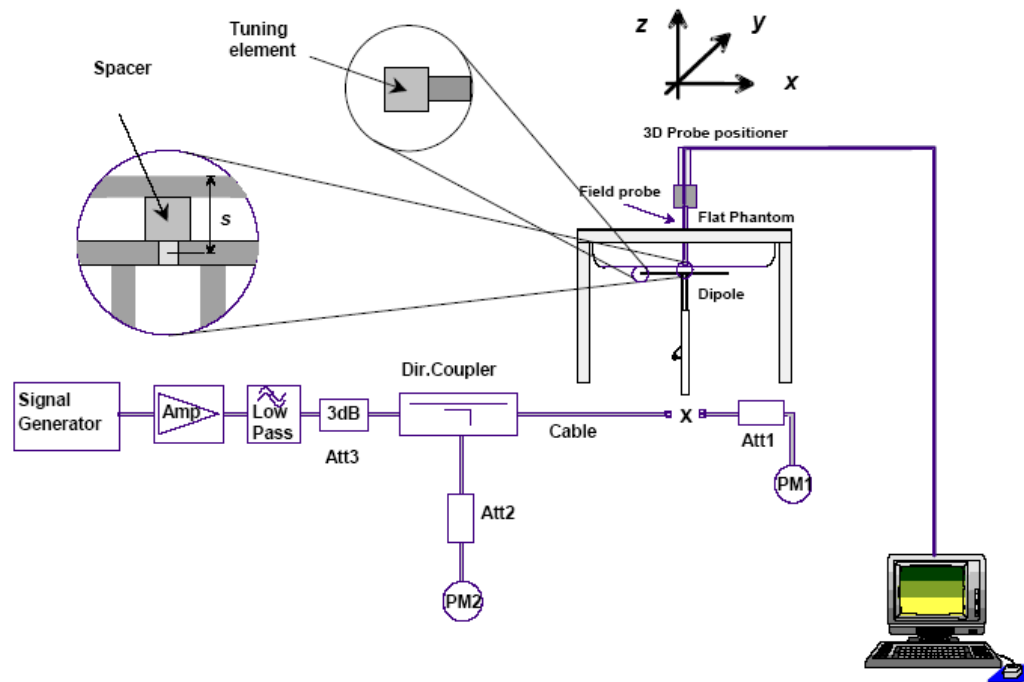 Tuning
element
Spacer
z
y
x
3D Probe positioner
Field probe
Flat Phantom
s
Dipole
Dir.Coupler
Signal
Generator
Amp
Low
Pass
3dB
Att3
Cable
X
Att1
PM1
Att2
PM2